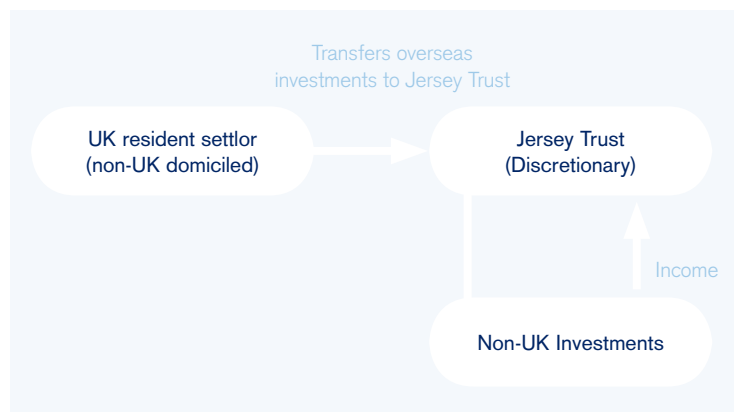 Transfers overseas
investments to Jersey Trust
UK resident settlor
(non-UK domiciled)
Jersey Trust
(Discretionary)
Income
Non-UK Investments